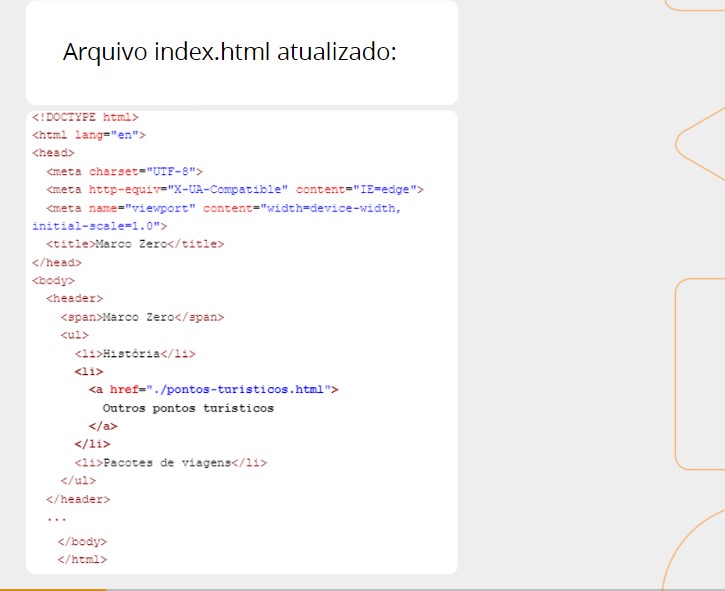 Arquivo index.html atualizado:
<!DOCTYPE html>
<html lang="en">
<head>
  <meta charset="UTF-8">
  <meta http-equiv="X-UA-Compatible" content="IE=edge">
  <meta name="viewport" content="width=device-width,
initial-scale=1.0">
  <title>Marco Zero</title>
</head>
<body>
  <header>
    <span>Marco Zero</span>
    <ul>
      <li>História</li>
      <li>
        <a href="./pontos-turisticos.html">
          Outros pontos turísticos
        </a>
      </li>
      <li>Pacotes de viagens</li>
    </ul>
  </header>
  ...
  </body>
  </html>